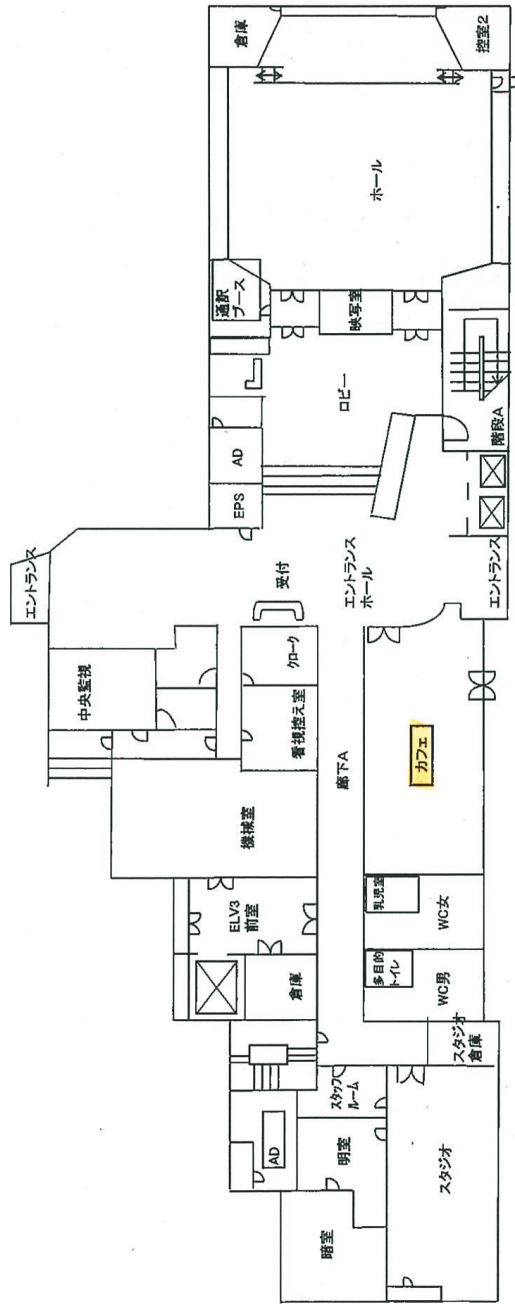 倉庫
控室2
ホール
通訳
ブース
映写室
ロビー
階段A
AD
EPS
エントランス
受付
エントランス
ホール
エントランス
中央監視
クローク
看視控え室
廊下A
カフェ
機械室
乳児室
WC女
ELV3
前室
多目的
トイレ
WC男
倉庫
スタジオ
倉庫
スタッフ
ルーム
AD
明室
暗室
スタジオ